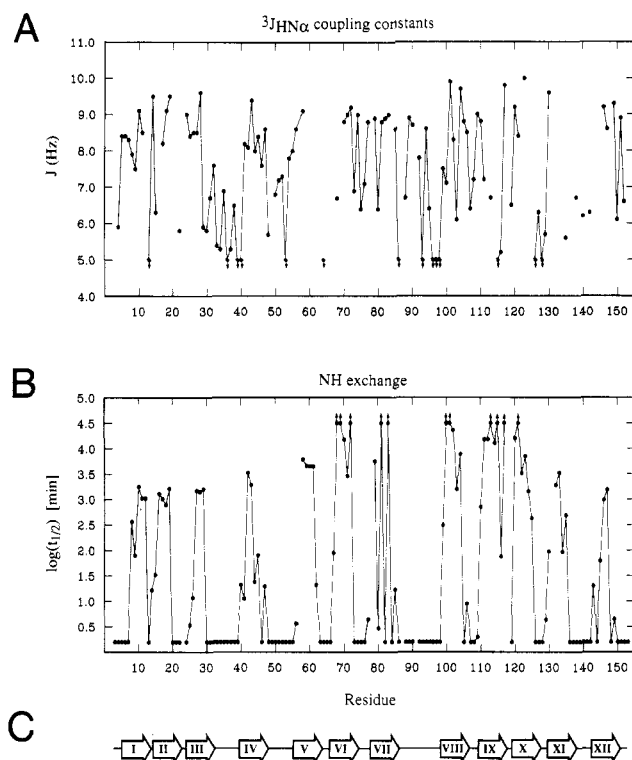 A
³JHNα coupling constants
J (Hz)
11.0
10.0
9.0
8.0
7.0
6.0
5.0
4.0
10 20 30 40 50 60 70 80 90 100 110 120 130 140 150
B
NH exchange
log(t1/2) [min]
5.0
4.5
4.0
3.5
3.0
2.5
2.0
1.5
1.0
0.5
10 20 30 40 50 60 70 80 90 100 110 120 130 140 150
Residue
C
I II III IV V VI VII VIII IX X XI XII